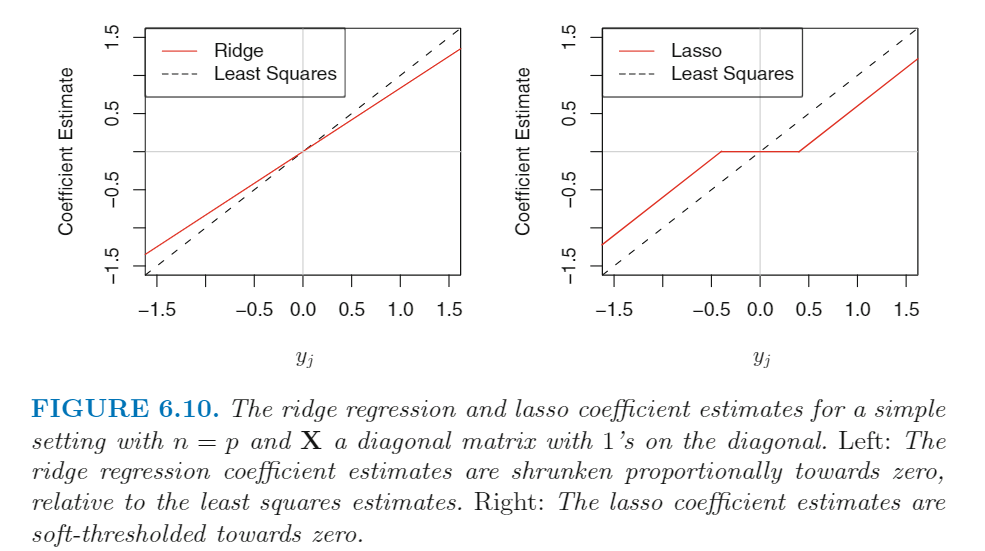 Ridge
Least Squares
Coefficient Estimate
1.5
0.5
−0.5
−1.5
−1.5
−0.5
0.0
0.5
1.0
1.5
yj
Lasso
Least Squares
Coefficient Estimate
1.5
0.5
−0.5
−1.5
−1.5
−0.5
0.0
0.5
1.0
1.5
yj
FIGURE 6.10. The ridge regression and lasso coefficient estimates for a simple
setting with n = p and X a diagonal matrix with 1's on the diagonal. Left: The
ridge regression coefficient estimates are shrunken proportionally towards zero,
relative to the least squares estimates. Right: The lasso coefficient estimates are
soft-thresholded towards zero.